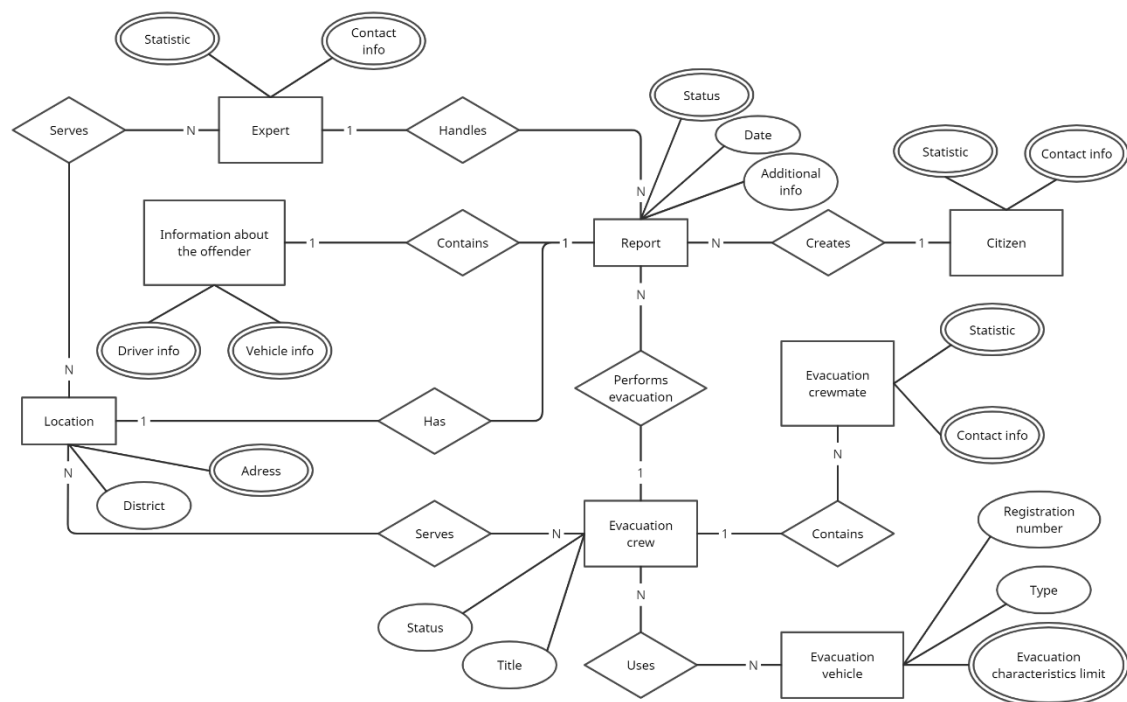 Statistic
Contact
info
Serves
N
Expert
1
Handles
Status
Date
Additional
info
Statistic
Contact info
N
Information about
the offender
1
Contains
1
Report
N
Creates
1
Citizen
N
Driver info
Vehicle info
Statistic
N
Performs
evacuation
Evacuation
crewmate
Location
1
Has
Contact info
N
Adress
District
1
N
Serves
N
Evacuation
crew
1
Contains
Registration
number
N
Type
Status
Title
Uses
N
Evacuation
vehicle
Evacuation
characteristics limit